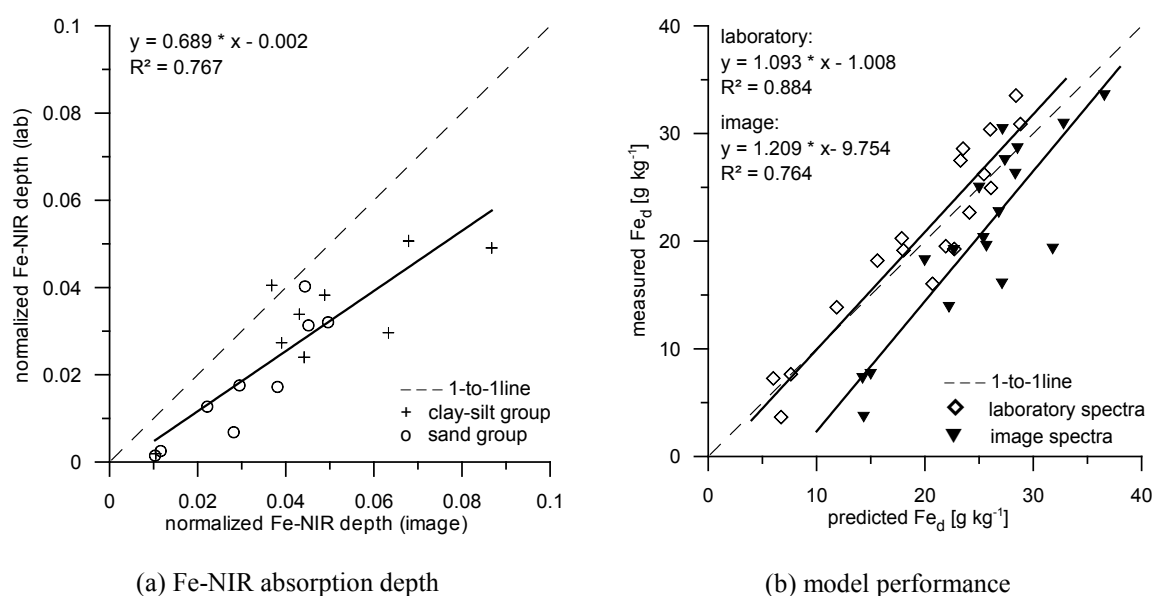 0.1
y = 0.689 * x - 0.002
R² = 0.767
0.08
0.06
0.04
0.02
0
normalized Fe-NIR depth (lab)
1-to-1line
clay-silt group
sand group
0 0.02 0.04 0.06 0.08 0.1
normalized Fe-NIR depth (image)
(a) Fe-NIR absorption depth
40
laboratory:
y = 1.093 * x - 1.008
R² = 0.884
image:
y = 1.209 * x- 9.754
R² = 0.764
30
20
10
0
measured Fed [g kg-1]
1-to-1line
laboratory spectra
image spectra
0 10 20 30 40
predicted Fed [g kg-1]
(b) model performance